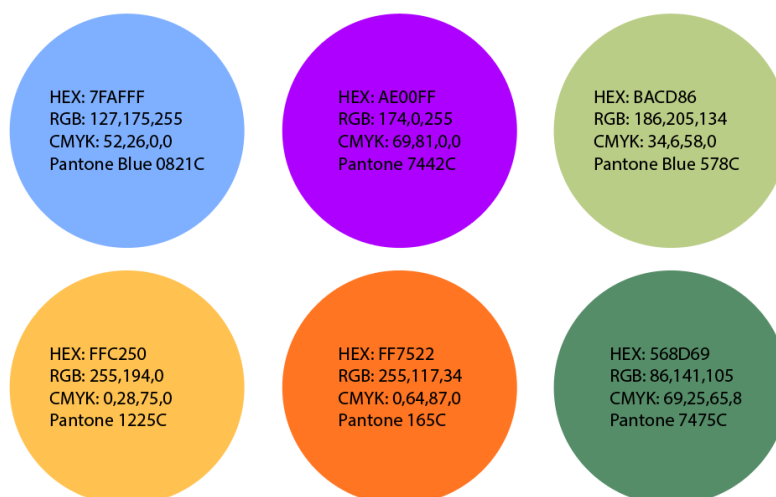 HEX: 7FAFFF
RGB: 127,175,255
CMYK: 52,26,0,0
Pantone Blue 0821C
HEX: AE00FF
RGB: 174,0,255
CMYK: 69,81,0,0
Pantone 7442C
HEX: BACD86
RGB: 186,205,134
CMYK: 34,6,58,0
Pantone Blue 578C
HEX: FFC250
RGB: 255,194,0
CMYK: 0,28,75,0
Pantone 1225C
HEX: FF7522
RGB: 255,117,34
CMYK: 0,64,87,0
Pantone 165C
HEX: 568D69
RGB: 86,141,105
CMYK: 69,25,65,8
Pantone 7475C